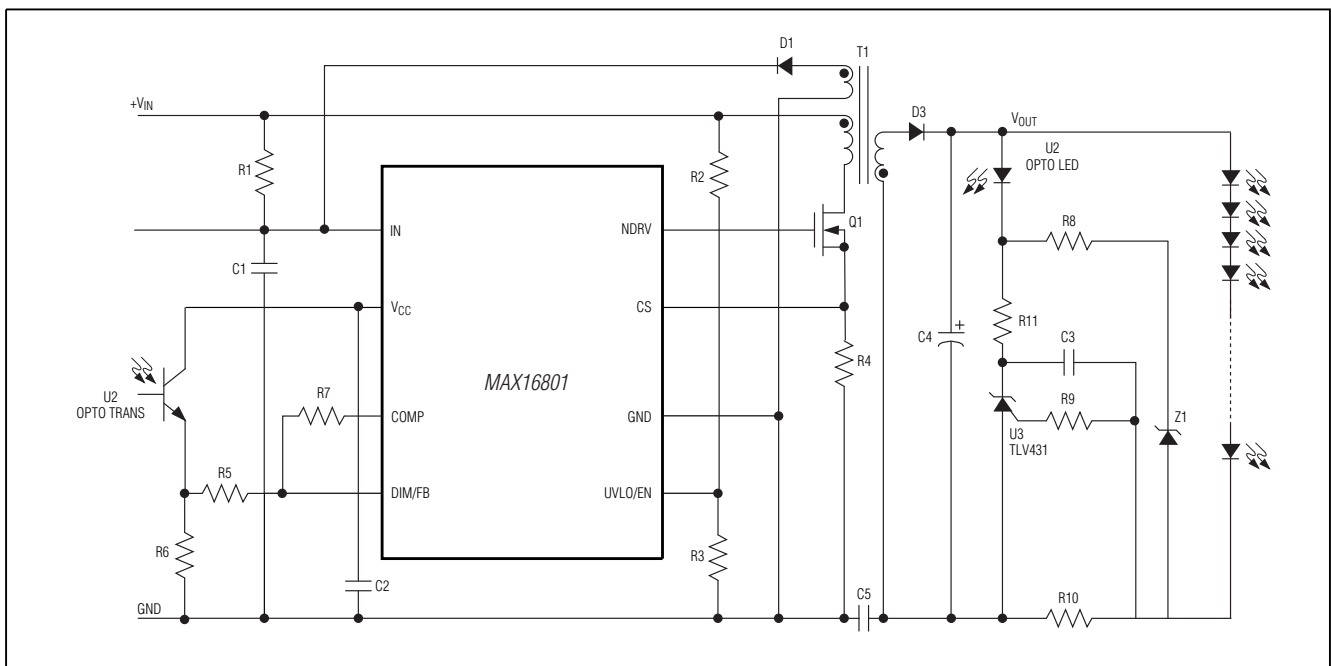 D1
T1
+VIN
D3
VOUT
U2
OPTO LED
R1
R2
R8
IN
NDRV
Q1
C1
VCC
CS
R11
C3
C4
R4
MAX16801
U2
OPTO TRANS
R7
COMP
GND
R9
Z1
U3
TLV431
R5
DIM/FB
UVLO/EN
R6
R3
C2
C5
R10
GND